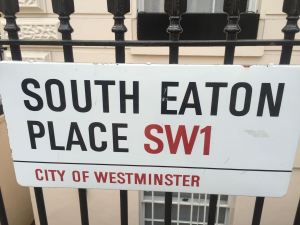 SOUTH EATON
PLACE SW1
CITY OF WESTMINSTER